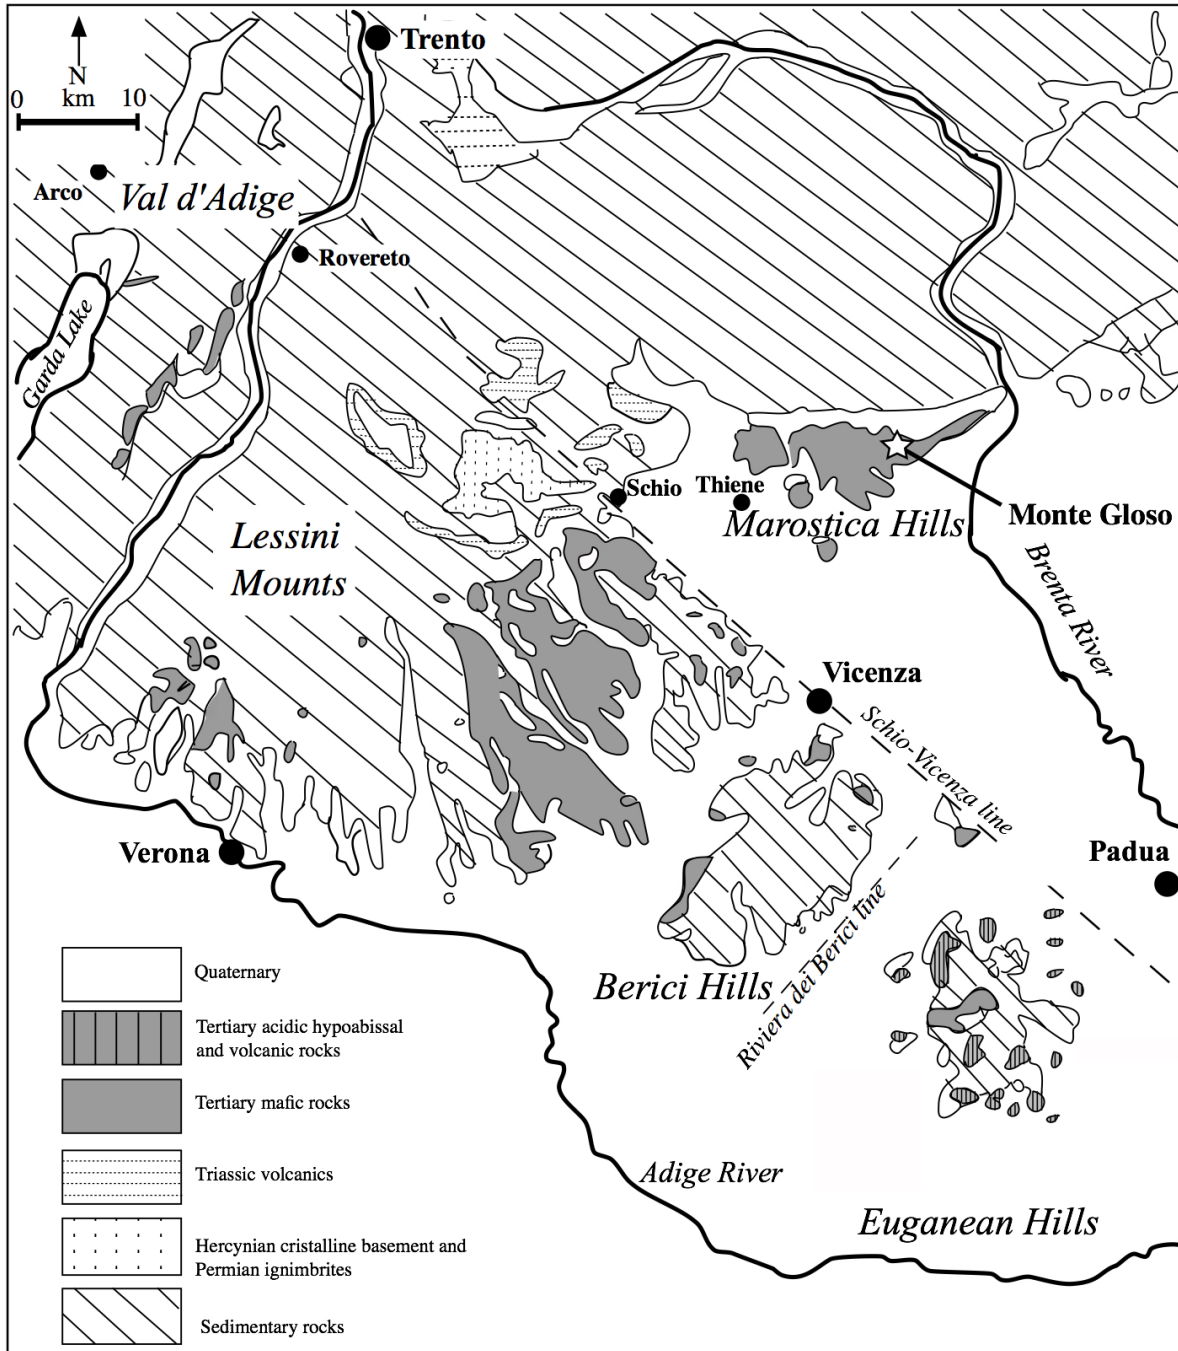 Trento
N
km
0 10
Arco
Val d'Adige
Rovereto
Garda Lake
Schio
Thiene
Marostica Hills
Monte Gloso
Lessini
Mounts
Brenta River
Vicenza
Schio-Vicenza line
Verona
Padua
Riviera dei Berici line
Berici Hills
Quaternary
Tertiary acidic hypoabissal
and volcanic rocks
Tertiary mafic rocks
Triassic volcanics
Adige River
Euganean Hills
Hercynian cristalline basement and
Permian ignimbrites
Sedimentary rocks